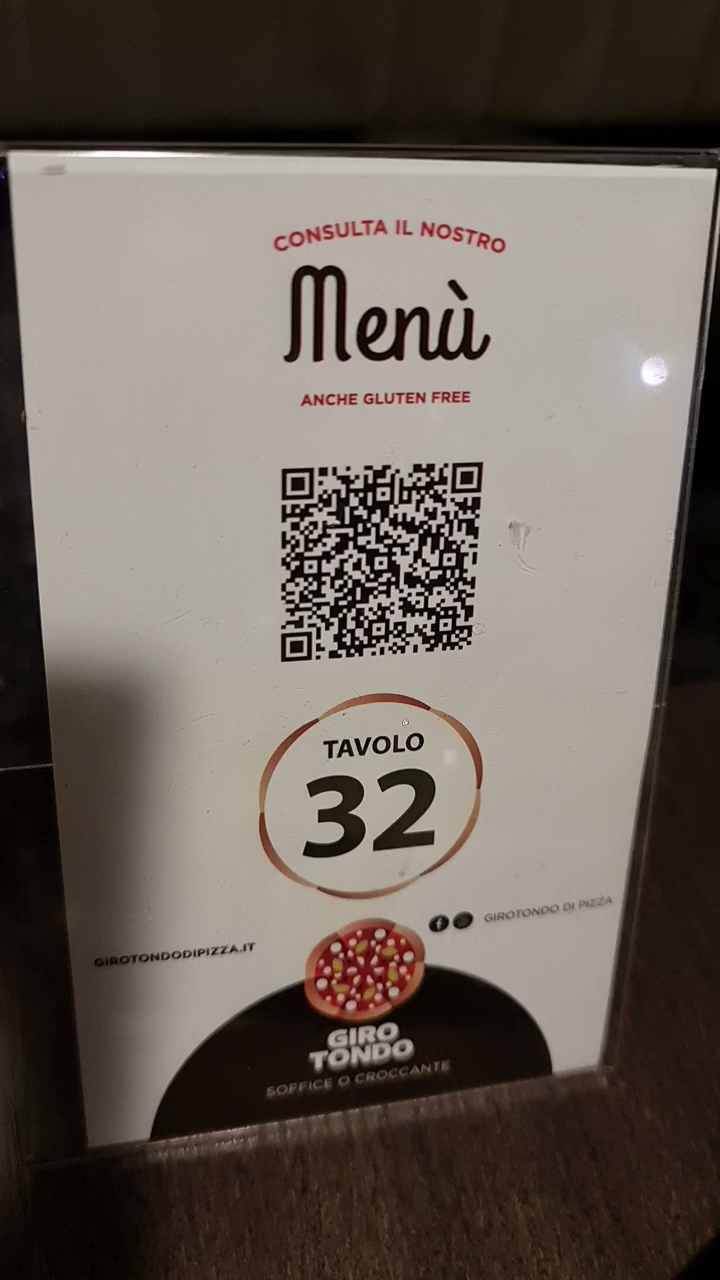 CONSULTA IL NOSTRO
Menù
ANCHE GLUTEN FREE
TAVOLO
32
GIROTONDODIPIZZA.IT
GIROTONDO DI PIZZA
GIRO
TONDO
SOFFICE O CROCCANTE